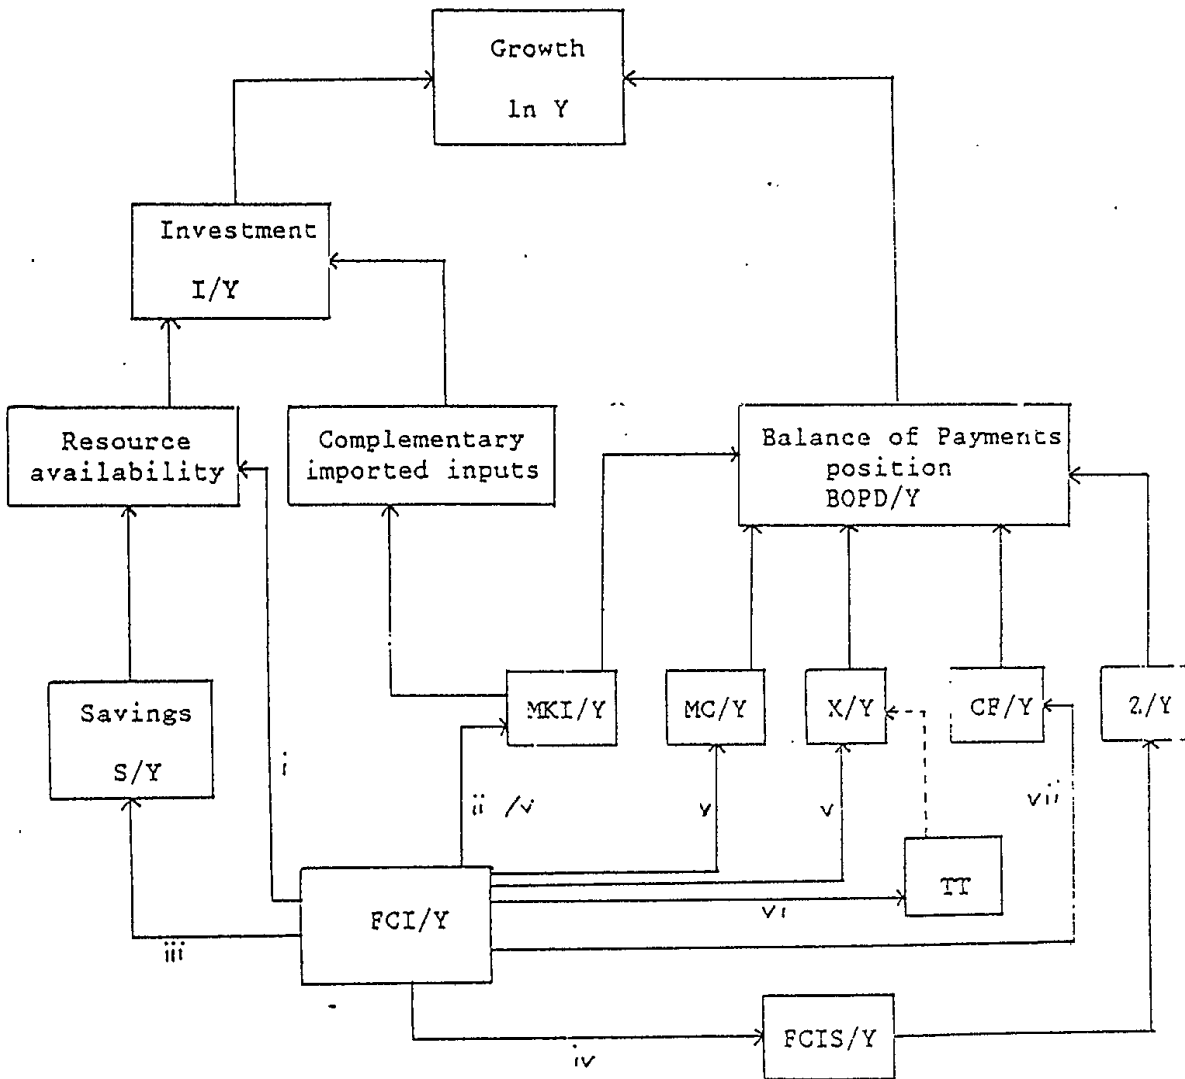 Growth
ln Y
Investment
I/Y
Resource
availability
Complementary
imported inputs
Balance of Payments
position
BOPD/Y
Savings
S/Y
MKI/Y
MC/Y
X/Y
CF/Y
Z/Y
i
ii /v
v
v
vii
TT
FCI/Y
vi
iii
iv
FCIS/Y